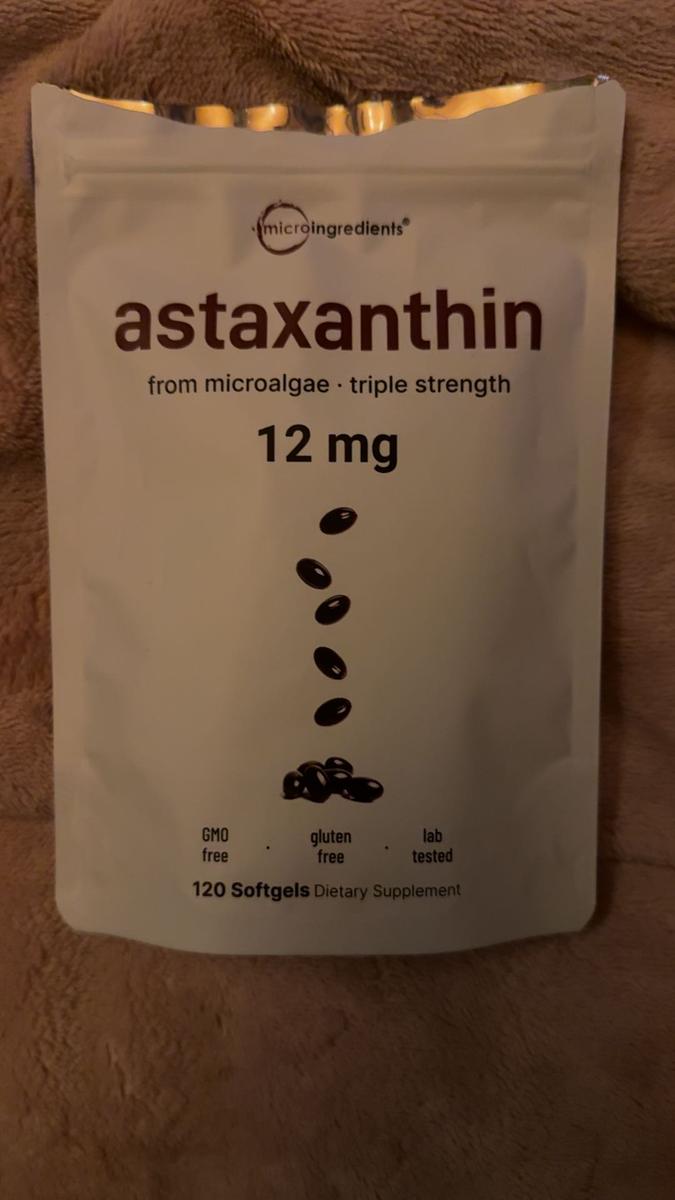 microingredients®
astaxanthin
from microalgae · triple strength
12 mg
GMO free · gluten free · lab tested
120 Softgels Dietary Supplement